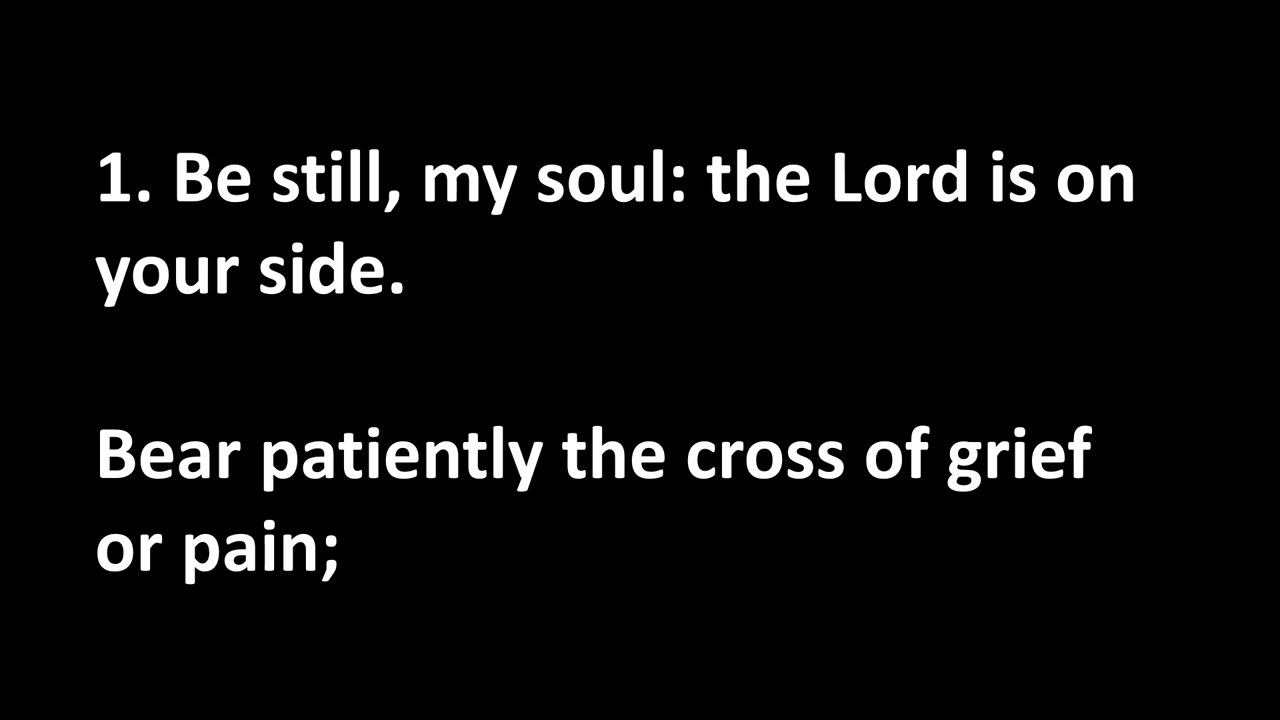 1. Be still, my soul: the Lord is on
your side.
Bear patiently the cross of grief
or pain;